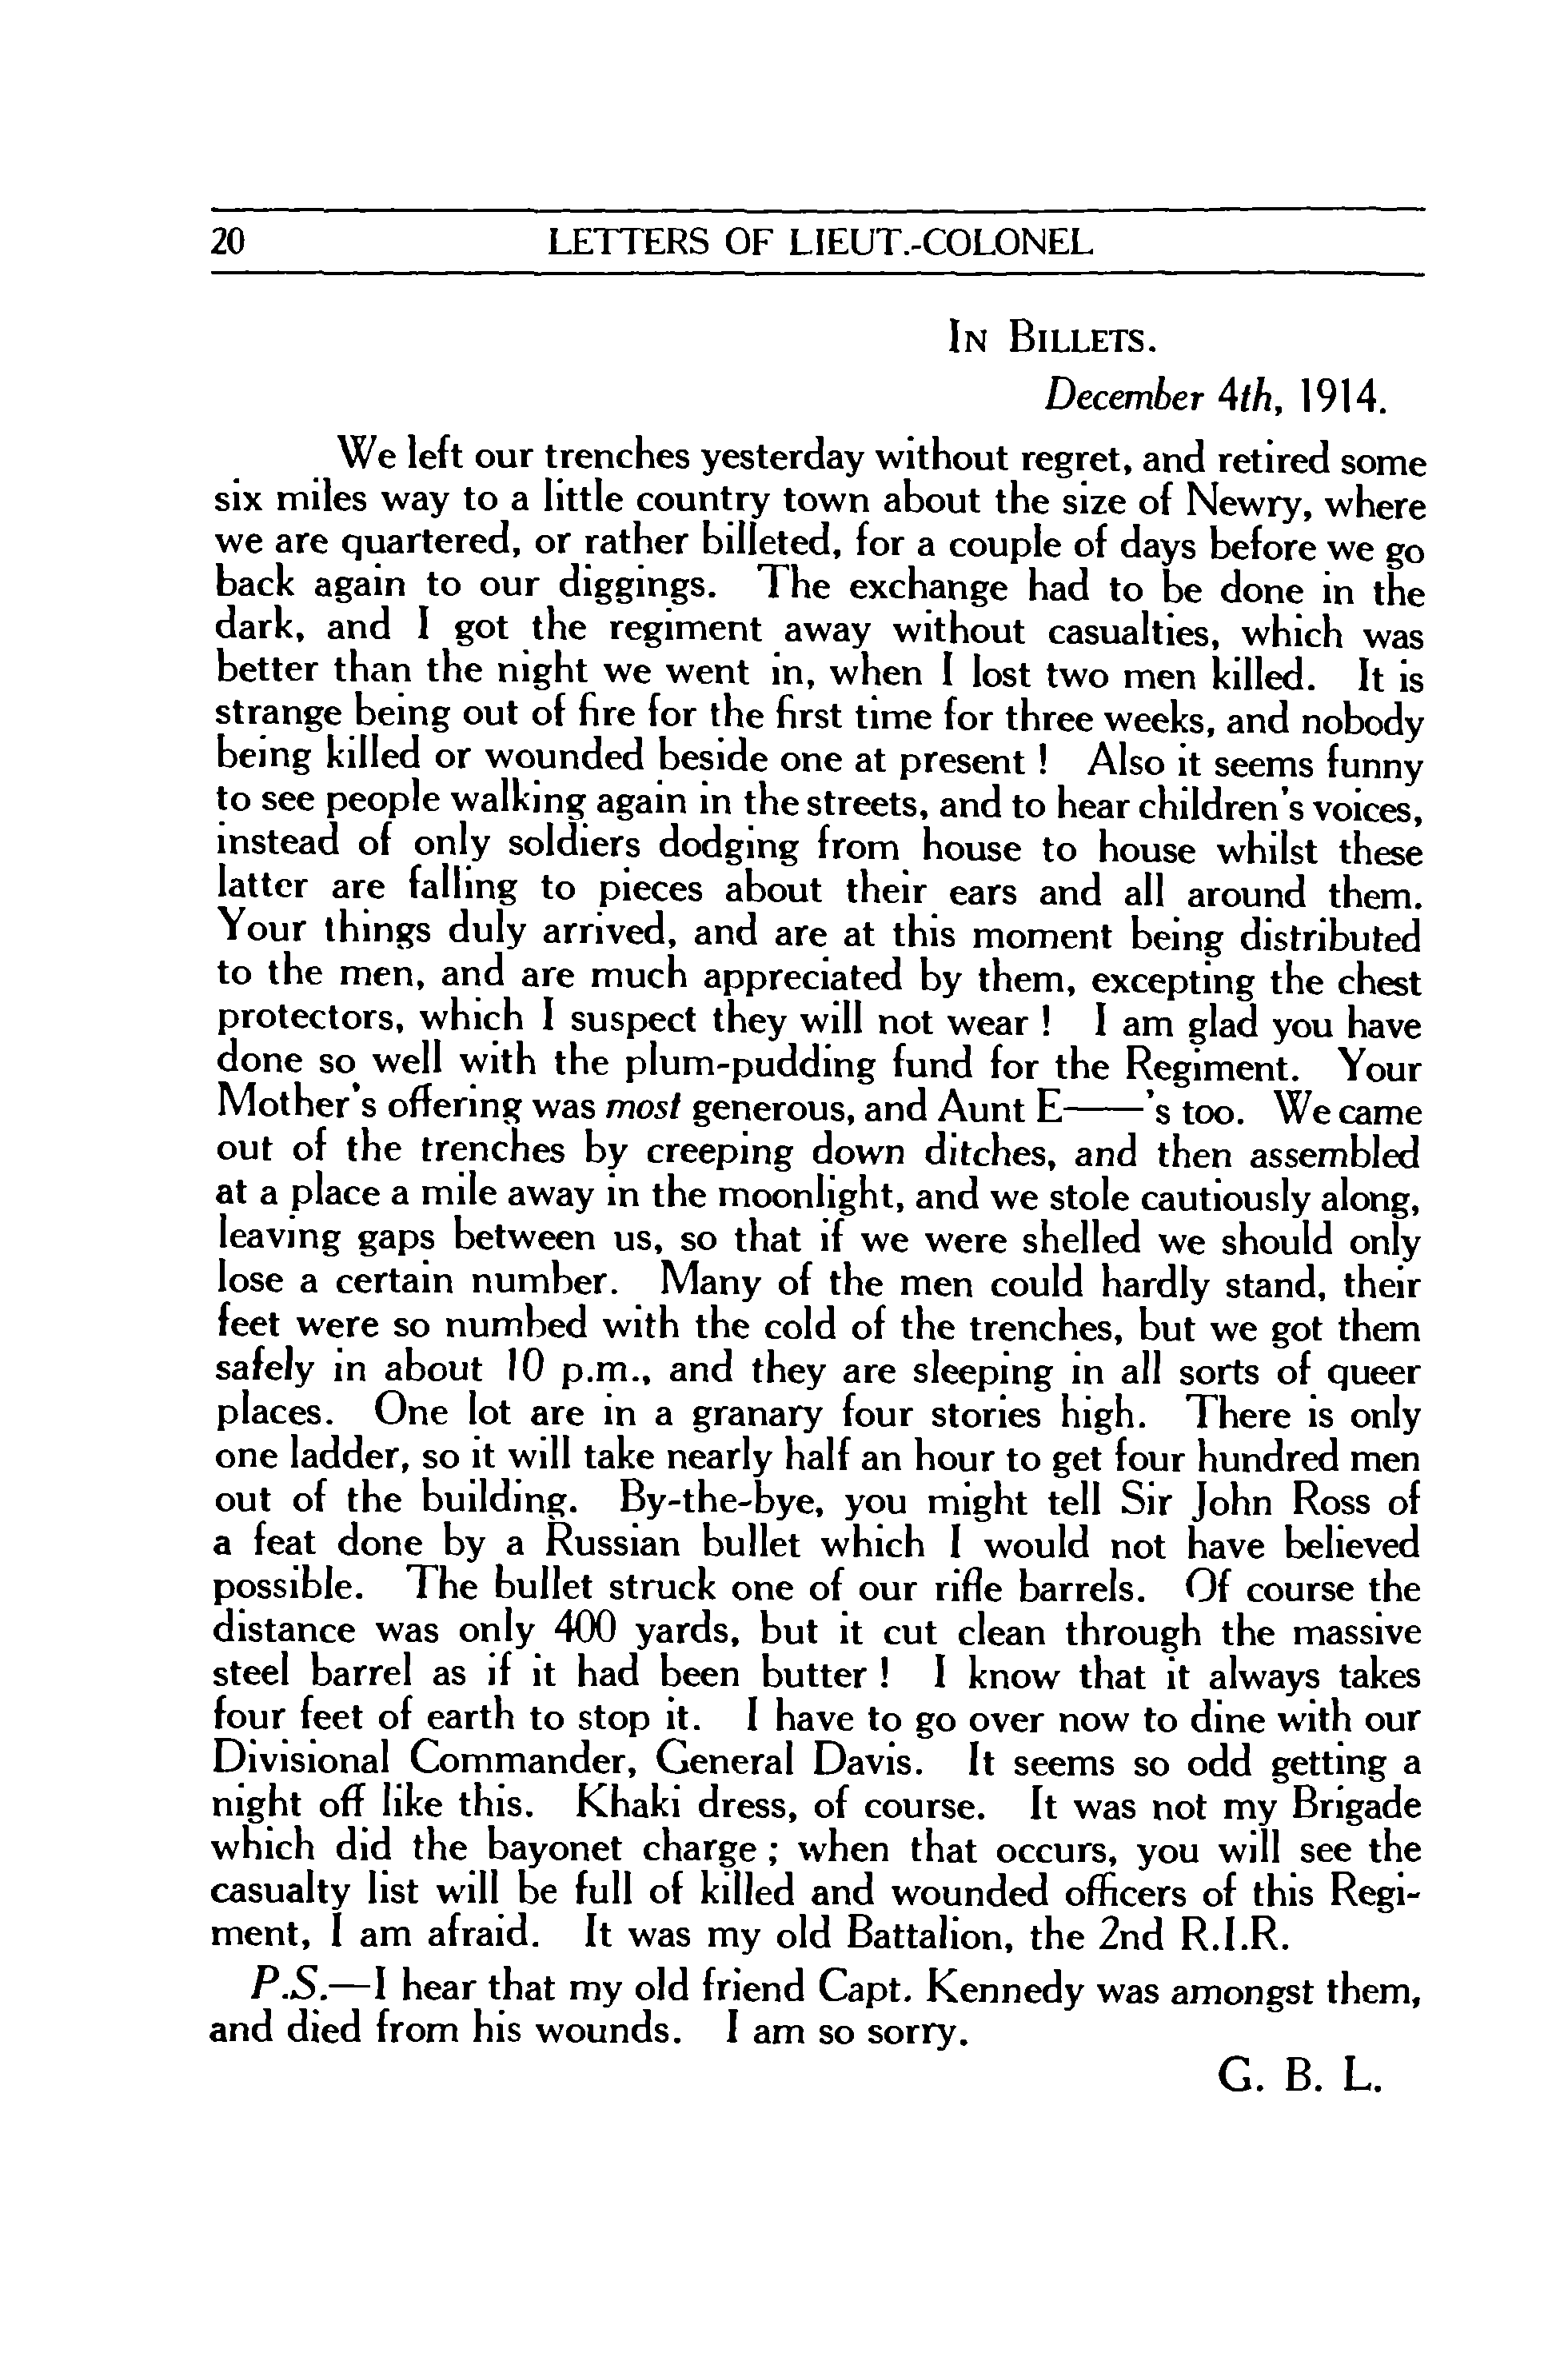 20 LETTERS OF LIEUT.-COLONEL
IN BILLETS.
December 4th, 1914.
We left our trenches yesterday without regret, and retired some
six miles way to a little country town about the size of Newry, where
we are quartered, or rather billeted, for a couple of days before we go
back again to our diggings. The exchange had to be done in the
dark, and I got the regiment away without casualties, which was
better than the night we went in, when I lost two men killed. It is
strange being out of fire for the first time for three weeks, and nobody
being killed or wounded beside one at present ! Also it seems funny
to see people walking again in the streets, and to hear children's voices,
instead of only soldiers dodging from house to house whilst these
latter are falling to pieces about their ears and all around them.
Your things duly arrived, and are at this moment being distributed
to the men, and are much appreciated by them, excepting the chest
protectors, which I suspect they will not wear ! I am glad you have
done so well with the plum-pudding fund for the Regiment. Your
Mother's offering was most generous, and Aunt E——'s too. We came
out of the trenches by creeping down ditches, and then assembled
at a place a mile away in the moonlight, and we stole cautiously along,
leaving gaps between us, so that if we were shelled we should only
lose a certain number. Many of the men could hardly stand, their
feet were so numbed with the cold of the trenches, but we got them
safely in about 10 p.m., and they are sleeping in all sorts of queer
places. One lot are in a granary four stories high. There is only
one ladder, so it will take nearly half an hour to get four hundred men
out of the building. By-the-bye, you might tell Sir John Ross of
a feat done by a Russian bullet which I would not have believed
possible. The bullet struck one of our rifle barrels. Of course the
distance was only 400 yards, but it cut clean through the massive
steel barrel as if it had been butter ! I know that it always takes
four feet of earth to stop it. I have to go over now to dine with our
Divisional Commander, General Davis. It seems so odd getting a
night off like this. Khaki dress, of course. It was not my Brigade
which did the bayonet charge ; when that occurs, you will see the
casualty list will be full of killed and wounded officers of this Regi-
ment, I am afraid. It was my old Battalion, the 2nd R.I.R.
P.S.—I hear that my old friend Capt. Kennedy was amongst them,
and died from his wounds. I am so sorry.
G. B. L.